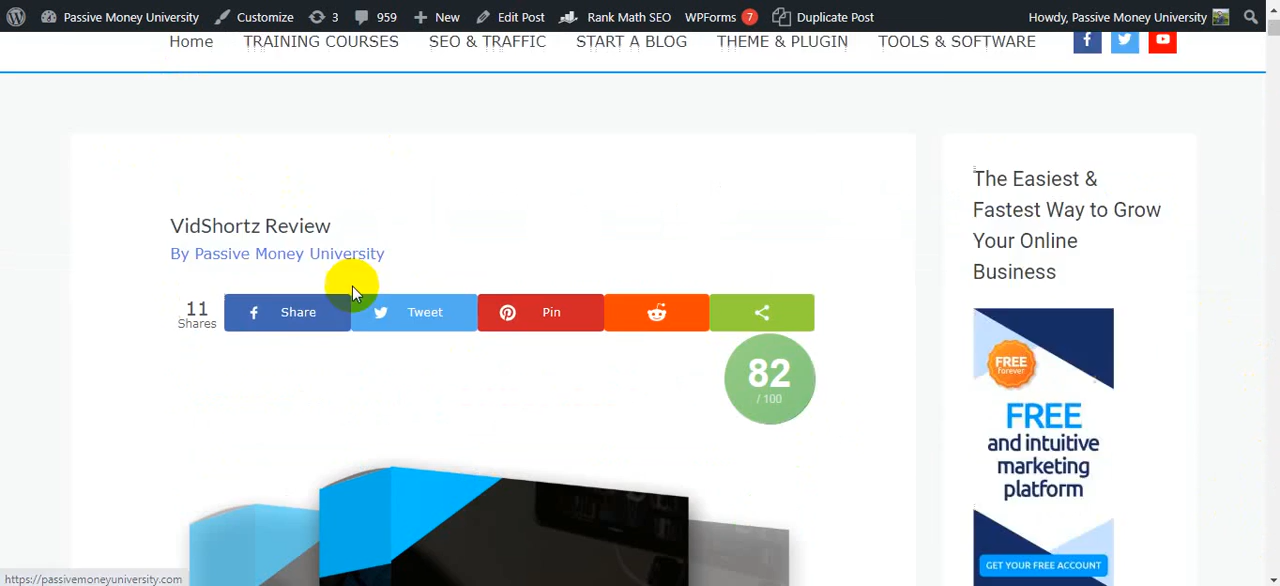 Passive Money University Customize 3 959 New Edit Post Rank Math SEO WPForms 7 Duplicate Post Howdy, Passive Money University
Home TRAINING COURSES SEO & TRAFFIC START A BLOG THEME & PLUGIN TOOLS & SOFTWARE
VidShortz Review
By Passive Money University
11
Shares
Share Tweet Pin
82
/ 100
The Easiest &
Fastest Way to Grow
Your Online
Business
FREE
forever
FREE
and intuitive
marketing
platform
GET YOUR FREE ACCOUNT
https://passivemoneyuniversity.com